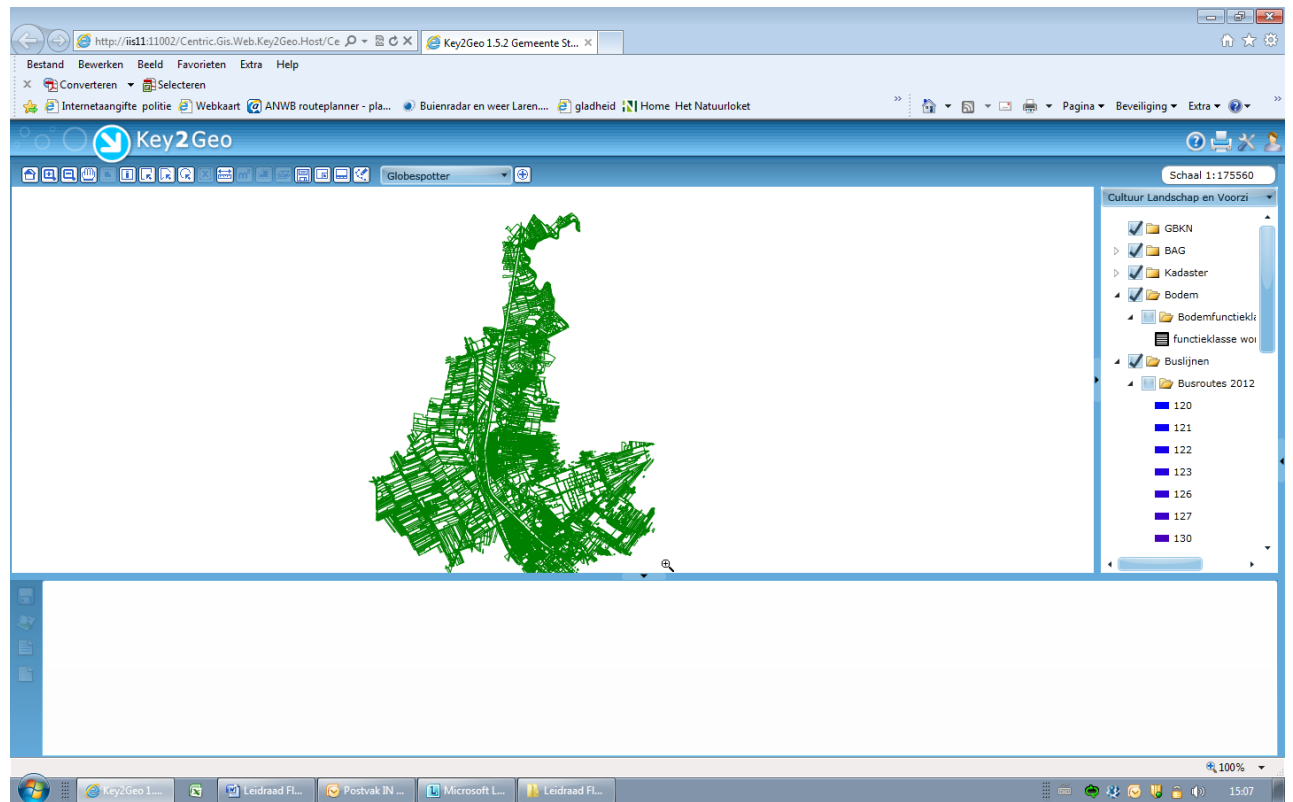 http://iis11:11002/Centric.Gis.Web.Key2Geo.Host/Ce
Key2Geo 1.5.2 Gemeente St...
Bestand Bewerken Beeld Favorieten Extra Help
Converteren Selecteren
Internetaangifte politie Webkaart ANWB routeplanner - pla... Buienradar en weer Laren.... gladheid Home Het Natuurloket
Pagina Beveiliging Extra
Key2Geo
Globespotter
Schaal 1:175560
Cultuur Landschap en Voorzi
GBKN
BAG
Kadaster
Bodem
Bodemfunctiekla
functieklasse wor
Buslijnen
Busroutes 2012
120
121
122
123
126
127
130
100%
Key2Geo 1....
Leidraad Fl...
Postvak IN ...
Microsoft L...
Leidraad Fl...
15:07